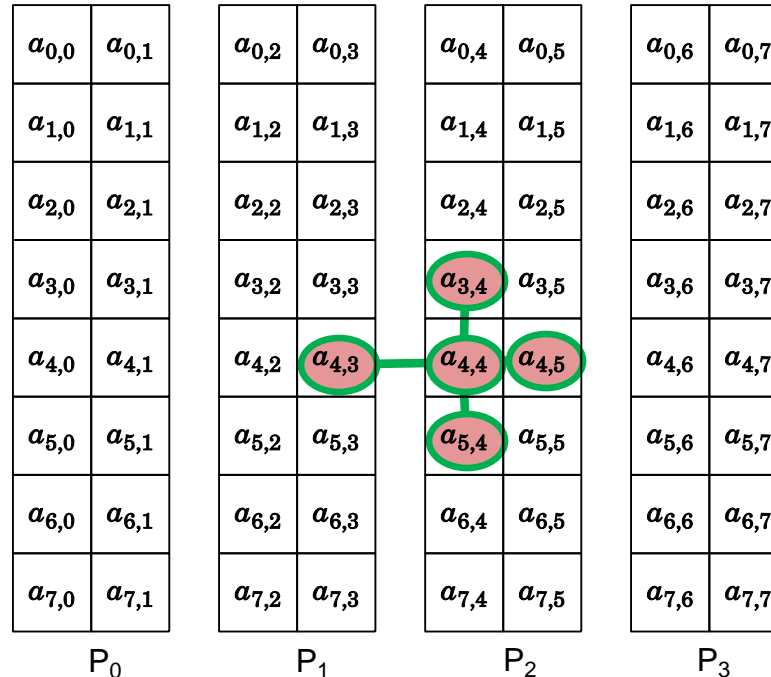 a0,0 a0,1 a0,2 a0,3 a0,4 a0,5 a0,6 a0,7
a1,0 a1,1 a1,2 a1,3 a1,4 a1,5 a1,6 a1,7
a2,0 a2,1 a2,2 a2,3 a2,4 a2,5 a2,6 a2,7
a3,0 a3,1 a3,2 a3,3 a3,4 a3,5 a3,6 a3,7
a4,0 a4,1 a4,2 a4,3 a4,4 a4,5 a4,6 a4,7
a5,0 a5,1 a5,2 a5,3 a5,4 a5,5 a5,6 a5,7
a6,0 a6,1 a6,2 a6,3 a6,4 a6,5 a6,6 a6,7
a7,0 a7,1 a7,2 a7,3 a7,4 a7,5 a7,6 a7,7
P0 P1 P2 P3